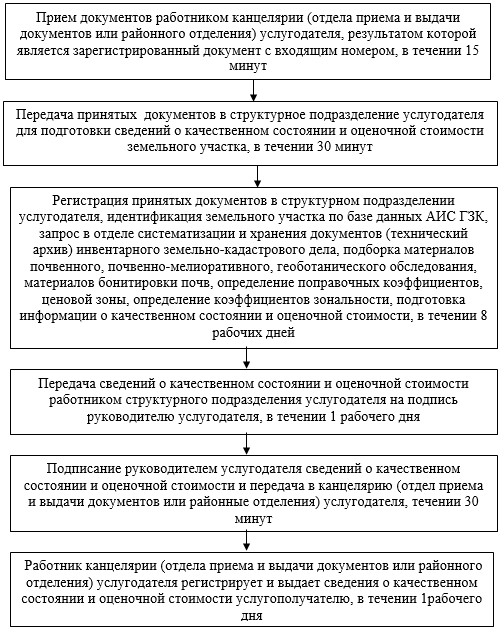 Прием документов работником канцелярии (отдела приема и выдачи
документов или районного отделения) услугодателя, результатом которой
является зарегистрированный документ с входящим номером, в течении 15
минут
Передача принятых документов в структурное подразделение услугодателя
для подготовки сведений о качественном состоянии и оценочной стоимости
земельного участка, в течении 30 минут
Регистрация принятых документов в структурном подразделении
услугодателя, идентификация земельного участка по базе данных АИС ГЗК,
запрос в отделе систематизации и хранения документов (технический
архив) инвентарного земельно-кадастрового дела, подборка материалов
почвенного, почвенно-мелиоративного, геоботанического обследования,
материалов бонитировки почв, определение поправочных коэффициентов,
ценовой зоны, определение коэффициентов зональности, подготовка
информации о качественном состоянии и оценочной стоимости, в течении 8
рабочих дней
Передача сведений о качественном состоянии и оценочной стоимости
работником структурного подразделения услугодателя на подпись
руководителю услугодателя, в течении 1 рабочего дня
Подписание руководителем услугодателя сведений о качественном
состоянии и оценочной стоимости и передача в канцелярию (отдел приема
и выдачи документов или районные отделения) услугодателя, течении 30
минут
Работник канцелярии (отдела приема и выдачи документов или районного
отделения) услугодателя регистрирует и выдает сведения о качественном
состоянии и оценочной стоимости услугополучателю, в течении 1рабочего
дня